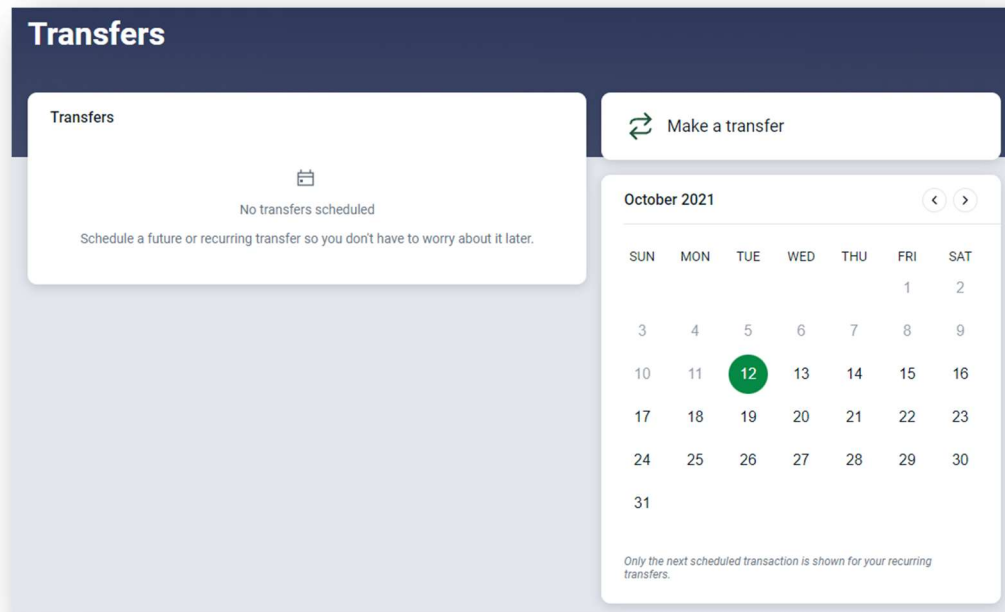 Transfers
Transfers
No transfers scheduled
Schedule a future or recurring transfer so you don't have to worry about it later.
Make a transfer
October 2021
SUN MON TUE WED THU FRI SAT
1 2
3 4 5 6 7 8 9
10 11 12 13 14 15 16
17 18 19 20 21 22 23
24 25 26 27 28 29 30
31
Only the next scheduled transaction is shown for your recurring
transfers.